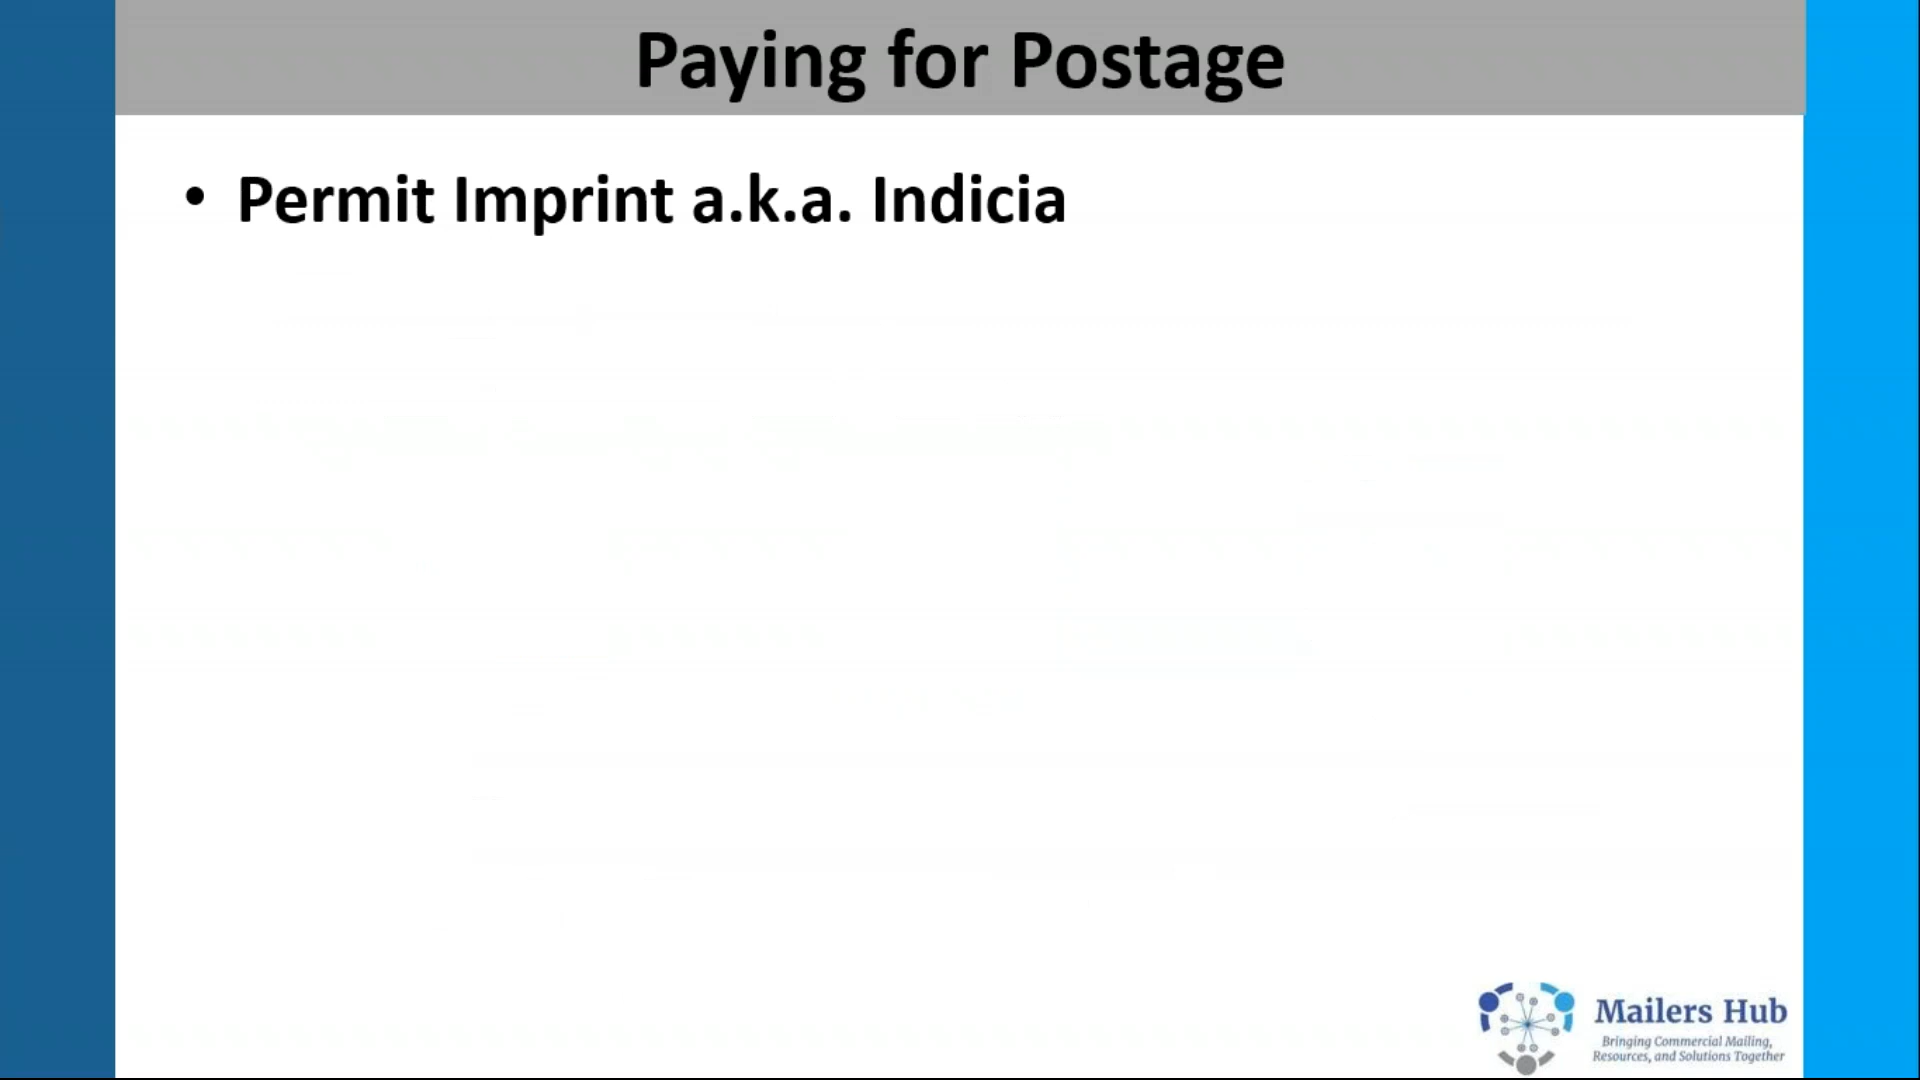 Paying for Postage
• Permit Imprint a.k.a. Indicia
Mailers Hub
Bringing Commercial Mailing,
Resources, and Solutions Together